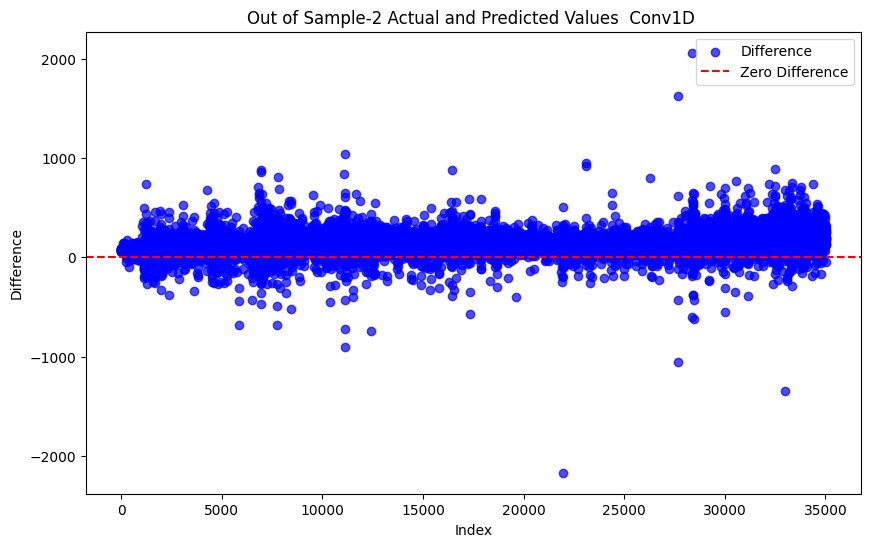 Out of Sample-2 Actual and Predicted Values  Conv1D
Difference
Zero Difference
2000
1000
0
−1000
−2000
Difference
0
5000
10000
15000
20000
25000
30000
35000
Index